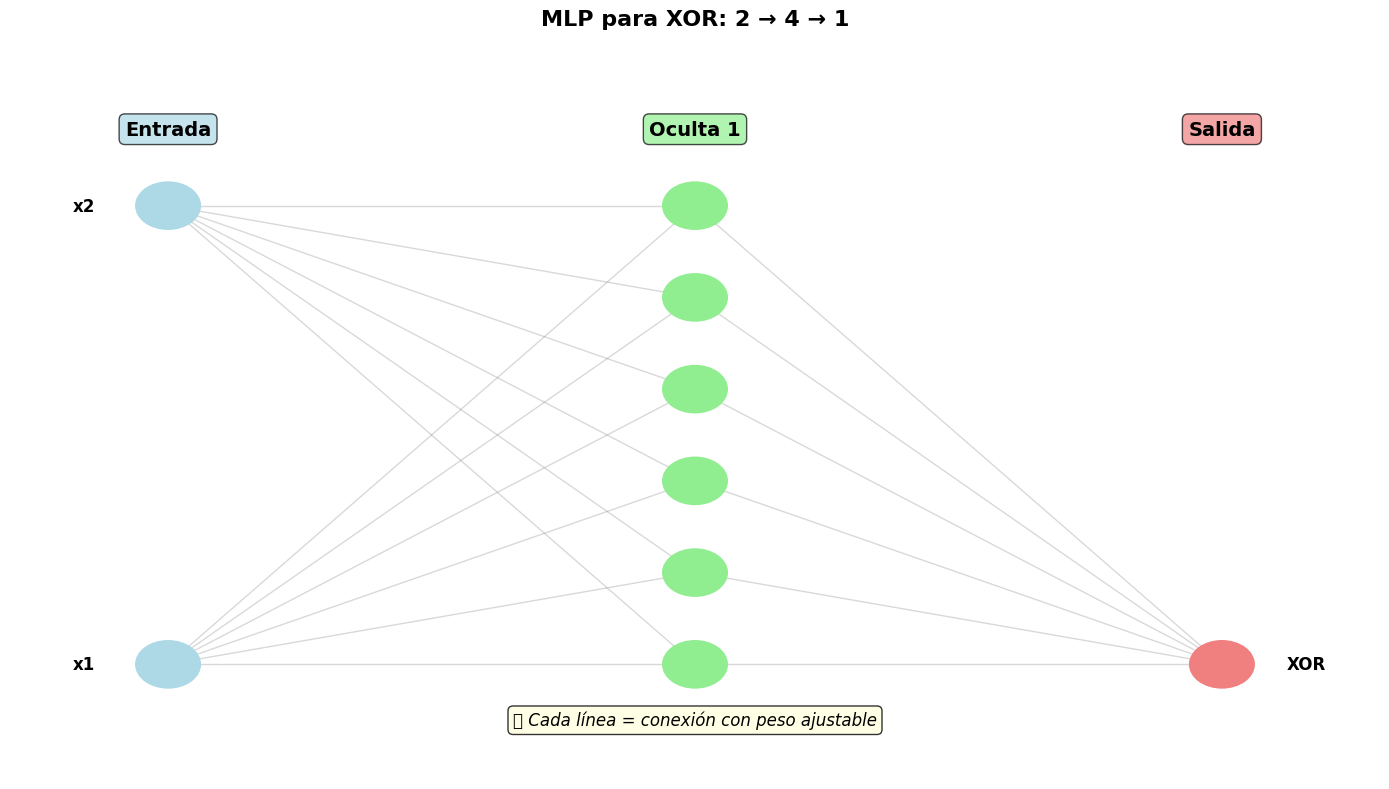 MLP para XOR: 2 → 4 → 1
Entrada
Oculta 1
Salida
x2
x1
XOR
Cada línea = conexión con peso ajustable